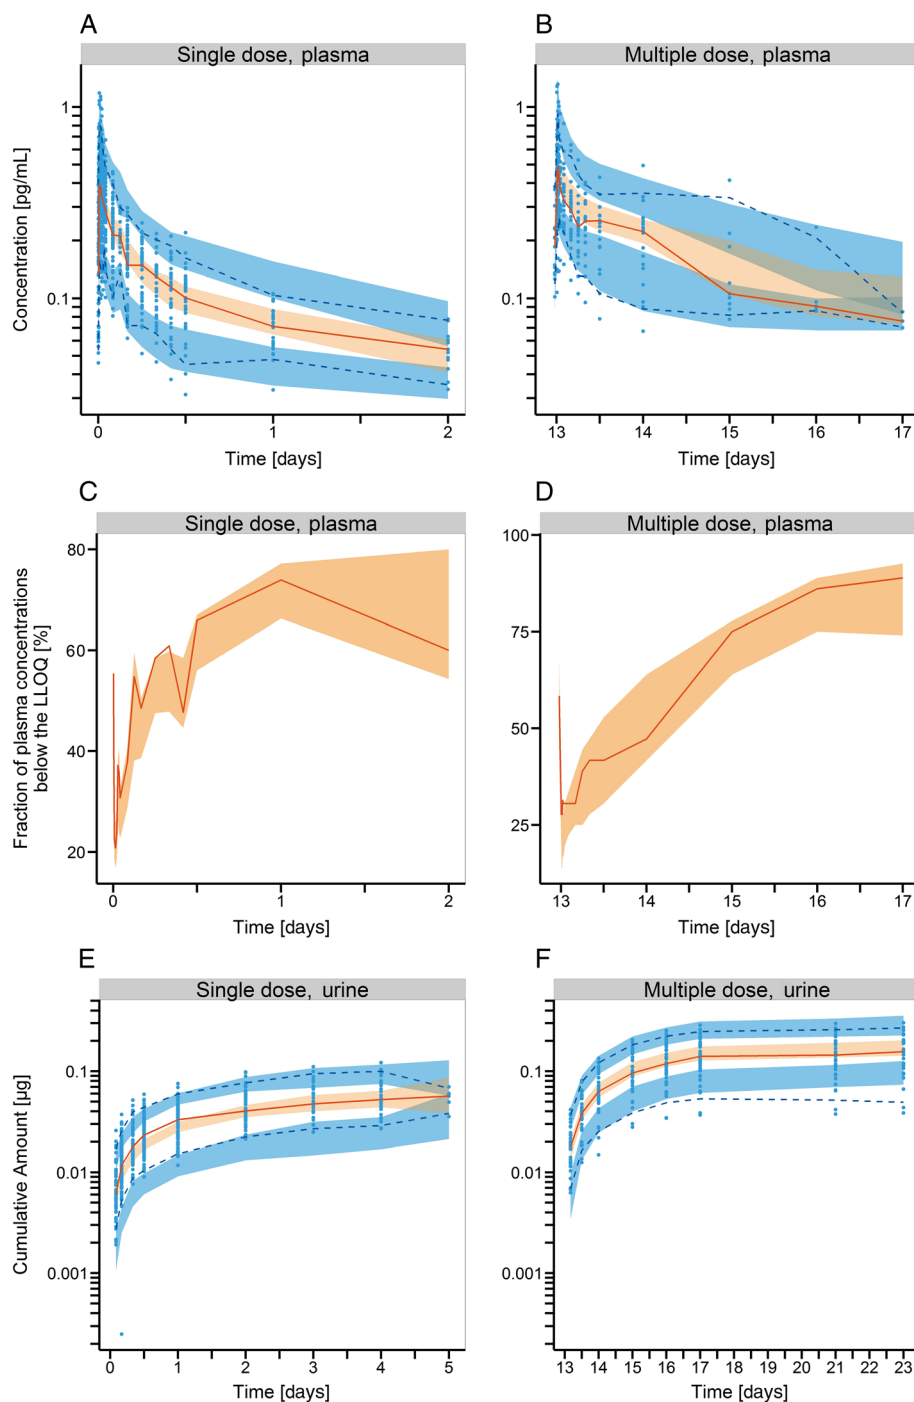 A
Single dose, plasma
Concentration [pg/mL]
1
0.1
0
1
2
Time [days]
B
Multiple dose, plasma
1
0.1
13
14
15
16
17
Time [days]
C
Single dose, plasma
Fraction of plasma concentrations
below the LLOQ [%]
80
60
40
20
0
1
2
Time [days]
D
Multiple dose, plasma
100
75
50
25
13
14
15
16
17
Time [days]
E
Single dose, urine
Cumulative Amount [µg]
0.1
0.01
0.001
0
1
2
3
4
5
Time [days]
F
Multiple dose, urine
0.1
0.01
0.001
13 14 15 16 17 18 19 20 21 22 23
Time [days]